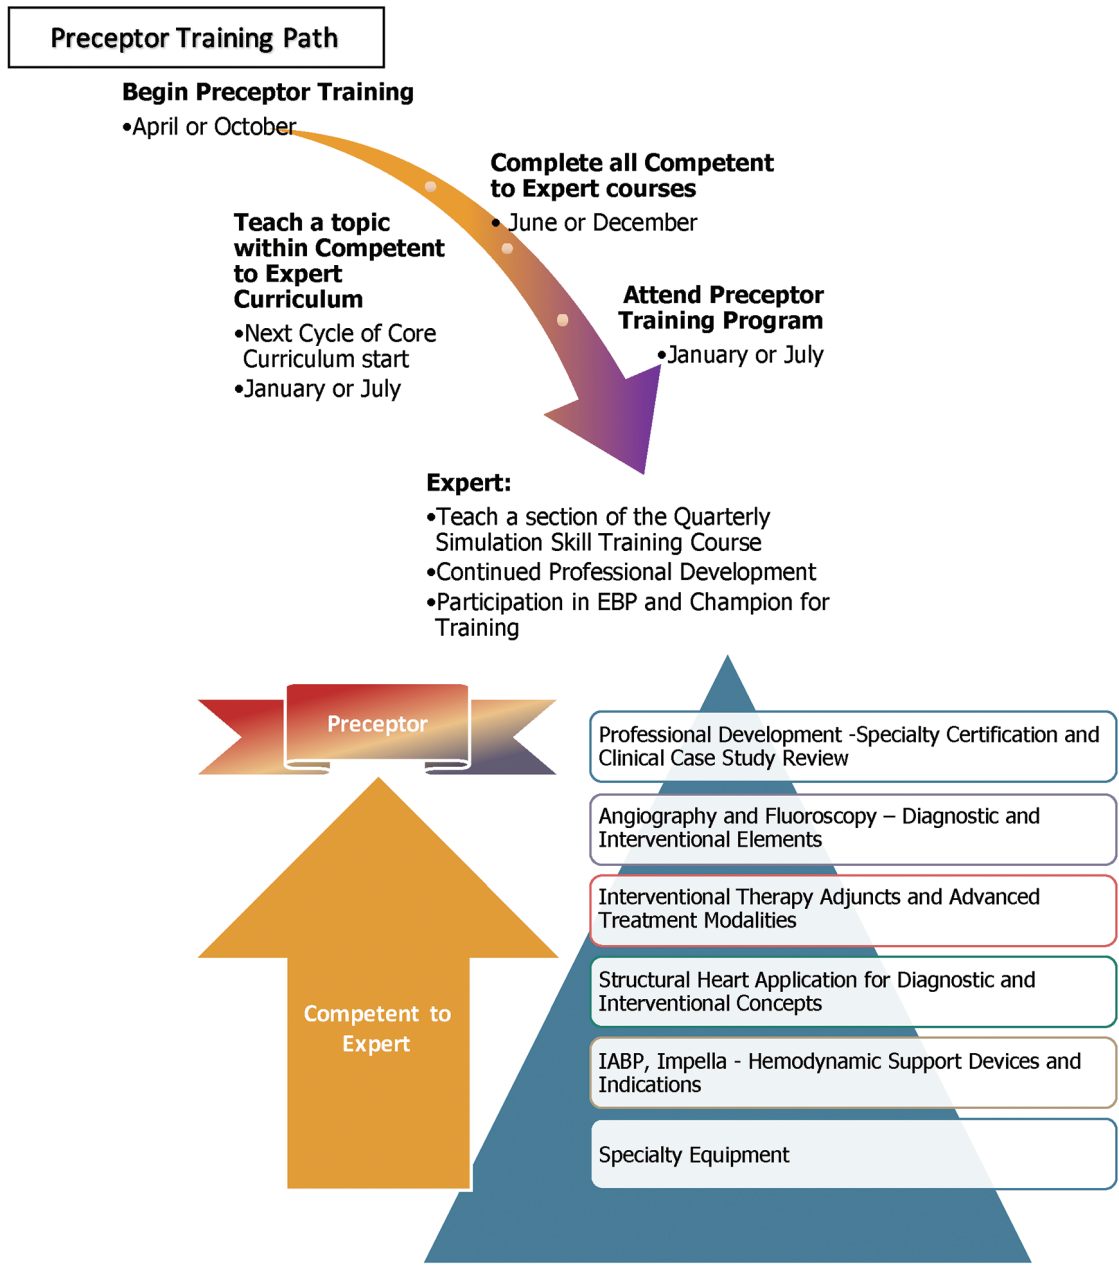 Preceptor Training Path
Begin Preceptor Training
•April or October
Complete all Competent
to Expert courses
• June or December
Teach a topic
within Competent
to Expert
Curriculum
•Next Cycle of Core
Curriculum start
•January or July
Attend Preceptor
Training Program
•January or July
Expert:
•Teach a section of the Quarterly
Simulation Skill Training Course
•Continued Professional Development
•Participation in EBP and Champion for
Training
Preceptor
Competent to
Expert
Professional Development -Specialty Certification and
Clinical Case Study Review
Angiography and Fluoroscopy – Diagnostic and
Interventional Elements
Interventional Therapy Adjuncts and Advanced
Treatment Modalities
Structural Heart Application for Diagnostic and
Interventional Concepts
IABP, Impella - Hemodynamic Support Devices and
Indications
Specialty Equipment